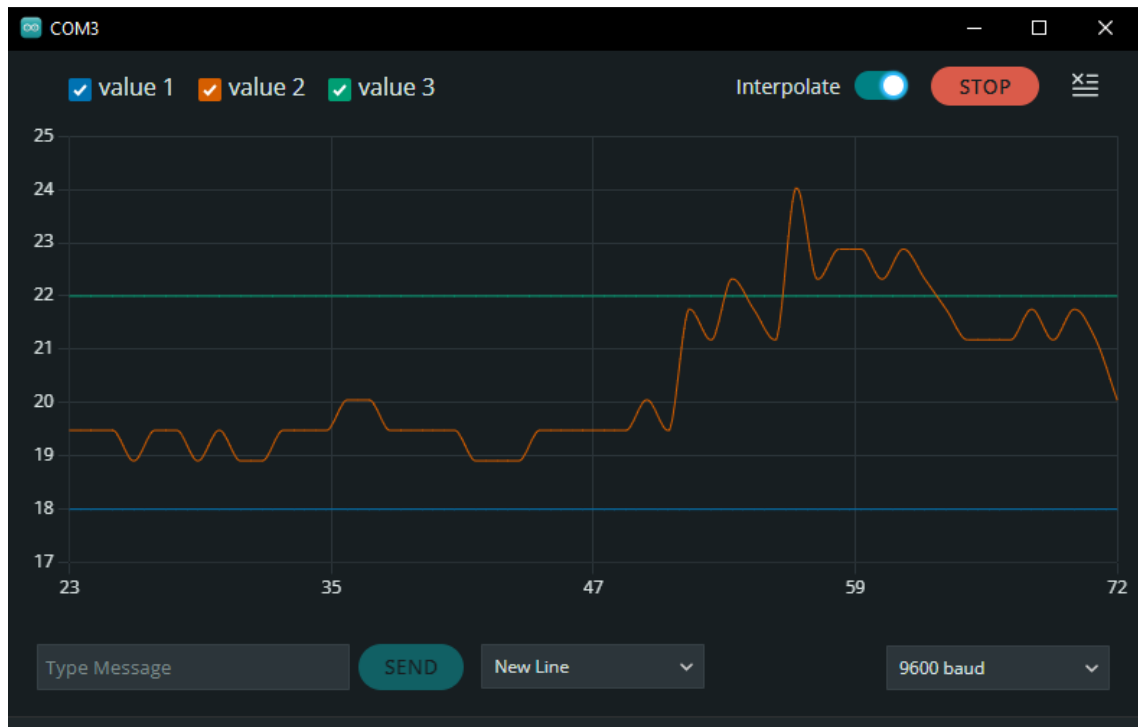 COM3
value 1 value 2 value 3 Interpolate STOP
25
24
23
22
21
20
19
18
17
23 35 47 59 72
Type Message SEND New Line 9600 baud